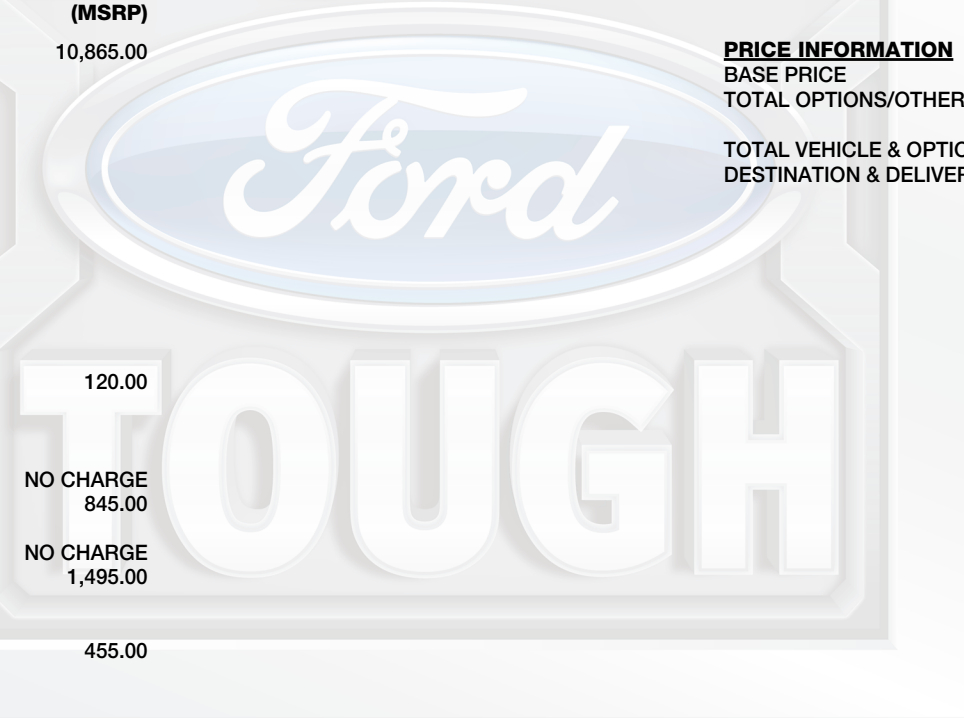 (MSRP)
10,865.00
120.00
NO CHARGE
845.00
NO CHARGE
1,495.00
455.00
PRICE INFORMATION
BASE PRICE
TOTAL OPTIONS/OTHER
TOTAL VEHICLE & OPTIO
DESTINATION & DELIVER
Ford
TOUGH